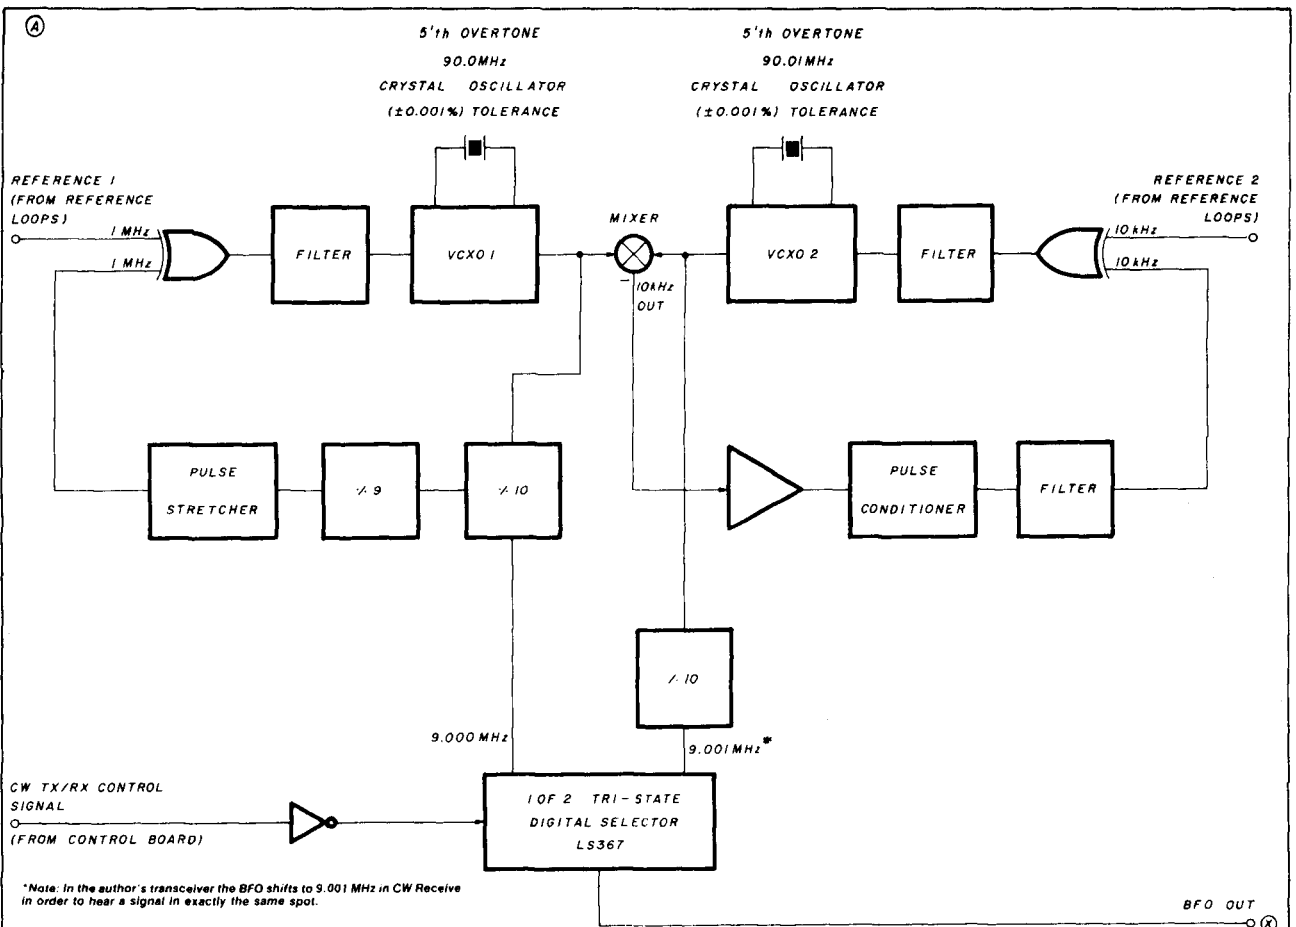 A
5'th OVERTONE
90.0MHz
CRYSTAL OSCILLATOR
(±0.001%) TOLERANCE
5'th OVERTONE
90.01MHz
CRYSTAL OSCILLATOR
(±0.001%) TOLERANCE
REFERENCE 1
(FROM REFERENCE
LOOPS)
1 MHz
1 MHz
FILTER
VCXO 1
MIXER
-
10kHz
OUT
VCXO 2
FILTER
REFERENCE 2
(FROM REFERENCE
LOOPS)
10 kHz
10 kHz
PULSE
STRETCHER
⁒ 9
⁒ 10
PULSE
CONDITIONER
FILTER
⁒ 10
9.000 MHz
9.001 MHz*
CW TX/RX CONTROL
SIGNAL
(FROM CONTROL BOARD)
1 OF 2 TRI-STATE
DIGITAL SELECTOR
LS367
*Note: In the author's transceiver the BFO shifts to 9.001 MHz in CW Receive
in order to hear a signal in exactly the same spot.
BFO OUT
X